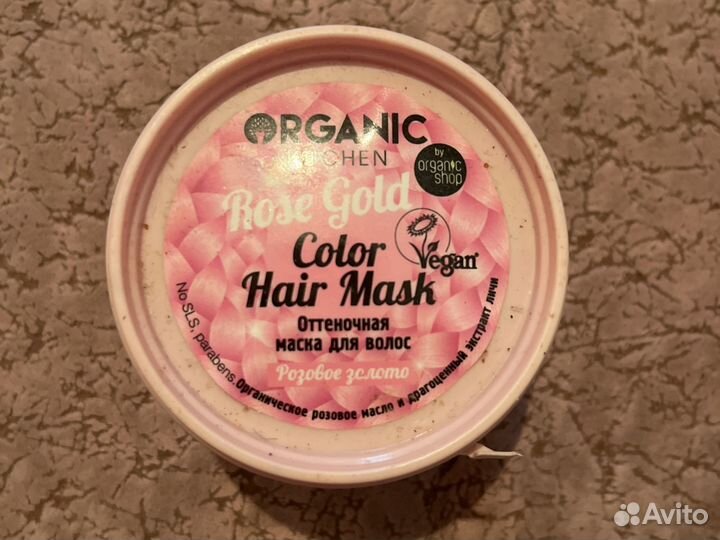 ORGANIC
KITCHEN
by
organic
shop
Rose Gold
Color
Hair Mask
Vegan
Оттеночная
маска для волос
Розовое золото
No SLS, parabens.
Органическое розовое масло и драгоценный экстракт личи
Avito